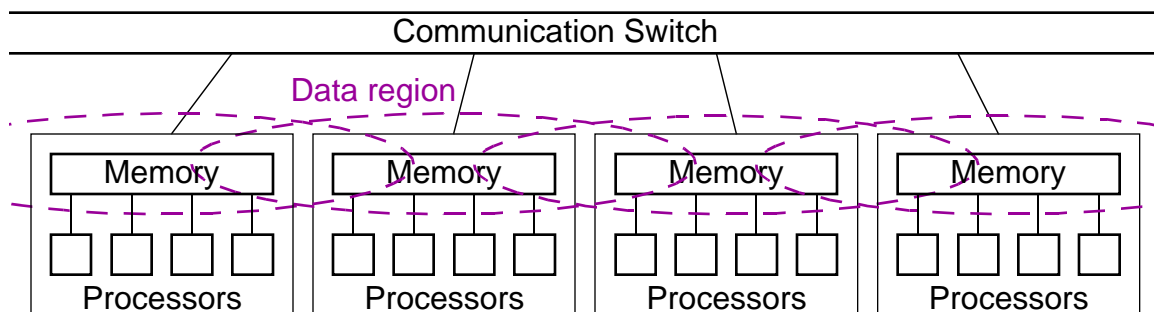 Communication Switch
Data region
Memory Memory Memory Memory
Processors Processors Processors Processors